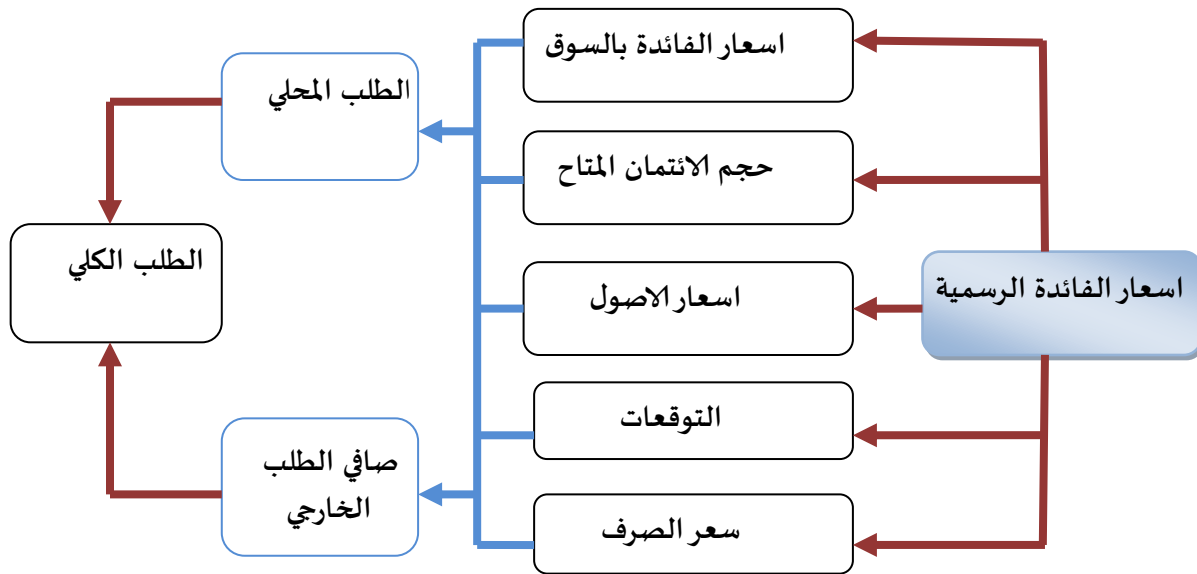 اسعار الفائدة الرسمية
اسعار الفائدة بالسوق
حجم الائتمان المتاح
اسعار الاصول
التوقعات
سعر الصرف
الطلب المحلي
صافي الطلب
الخارجي
الطلب الكلي